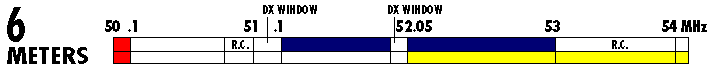 DX WINDOW DX WINDOW
6 50 .1 51 .1 52.05 53 54 MHz
METERS R.C. R.C.